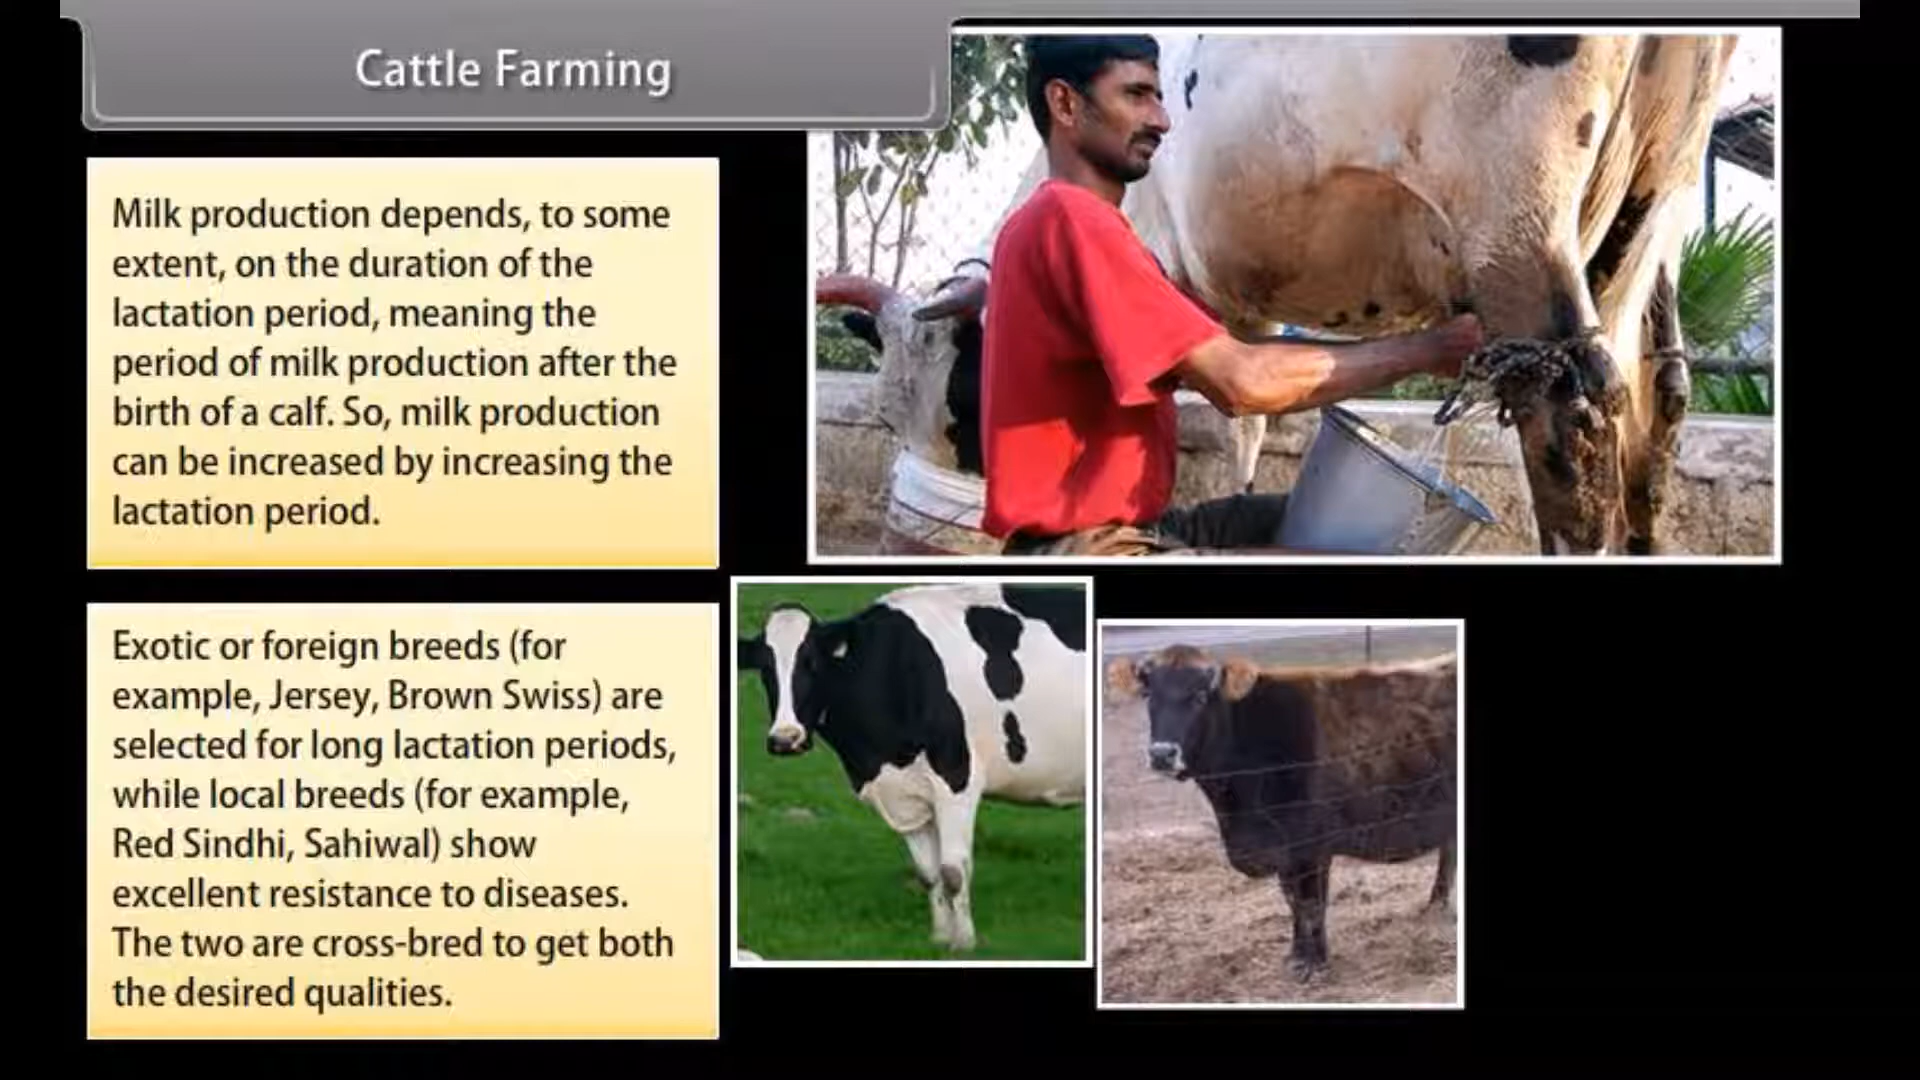 Cattle Farming
Milk production depends, to some
extent, on the duration of the
lactation period, meaning the
period of milk production after the
birth of a calf. So, milk production
can be increased by increasing the
lactation period.
Exotic or foreign breeds (for
example, Jersey, Brown Swiss) are
selected for long lactation periods,
while local breeds (for example,
Red Sindhi, Sahiwal) show
excellent resistance to diseases.
The two are cross-bred to get both
the desired qualities.